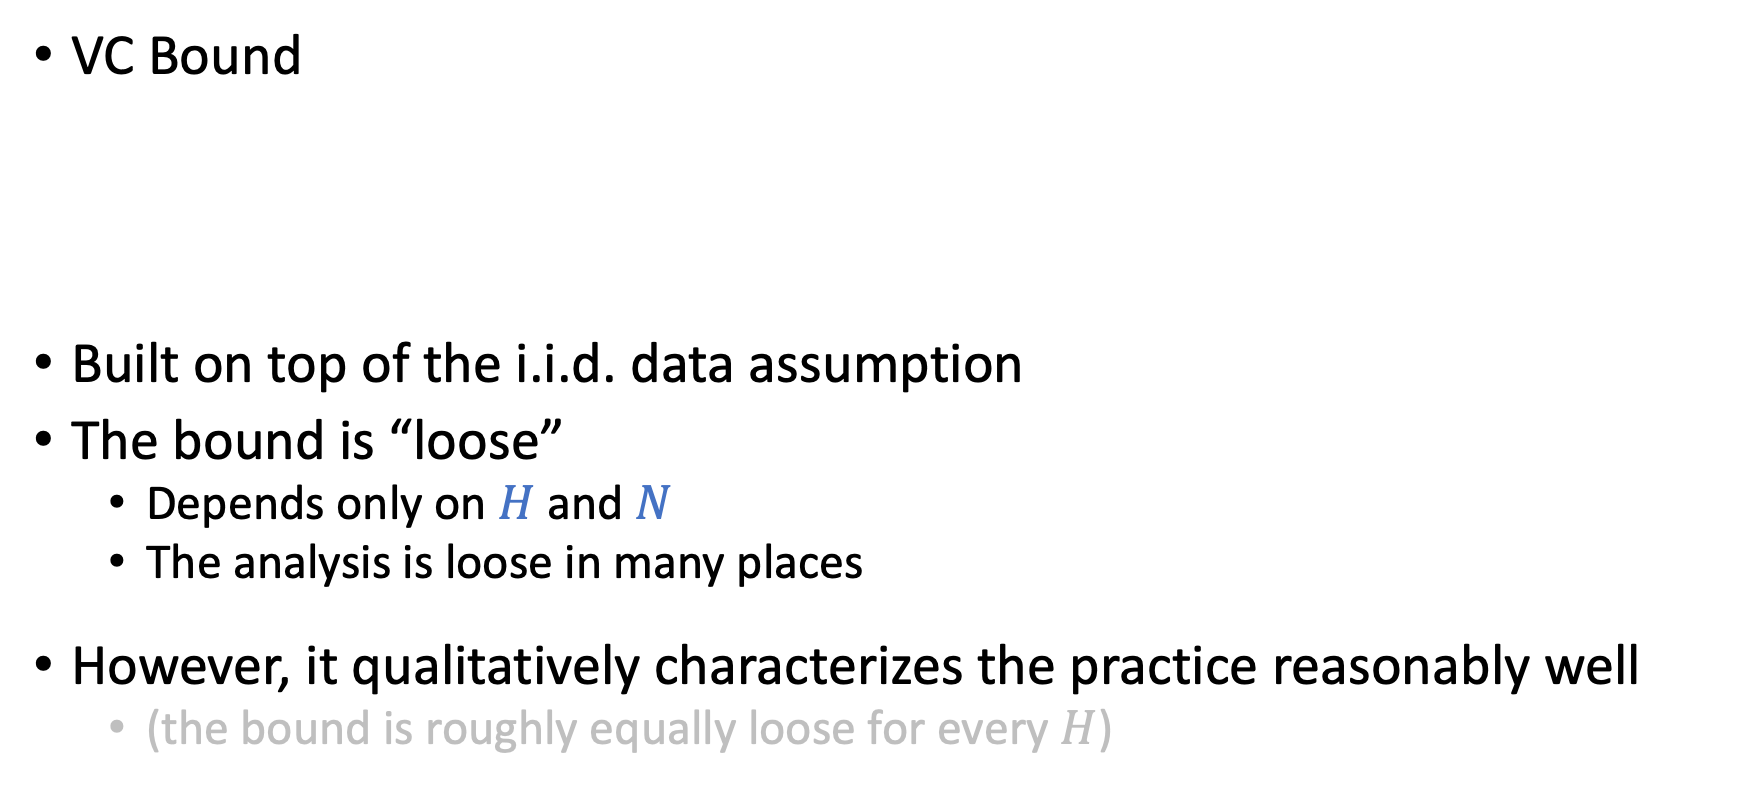 • VC Bound
• Built on top of the i.i.d. data assumption
• The bound is “loose”
• Depends only on H and N
• The analysis is loose in many places
• However, it qualitatively characterizes the practice reasonably well
• (the bound is roughly equally loose for every H)